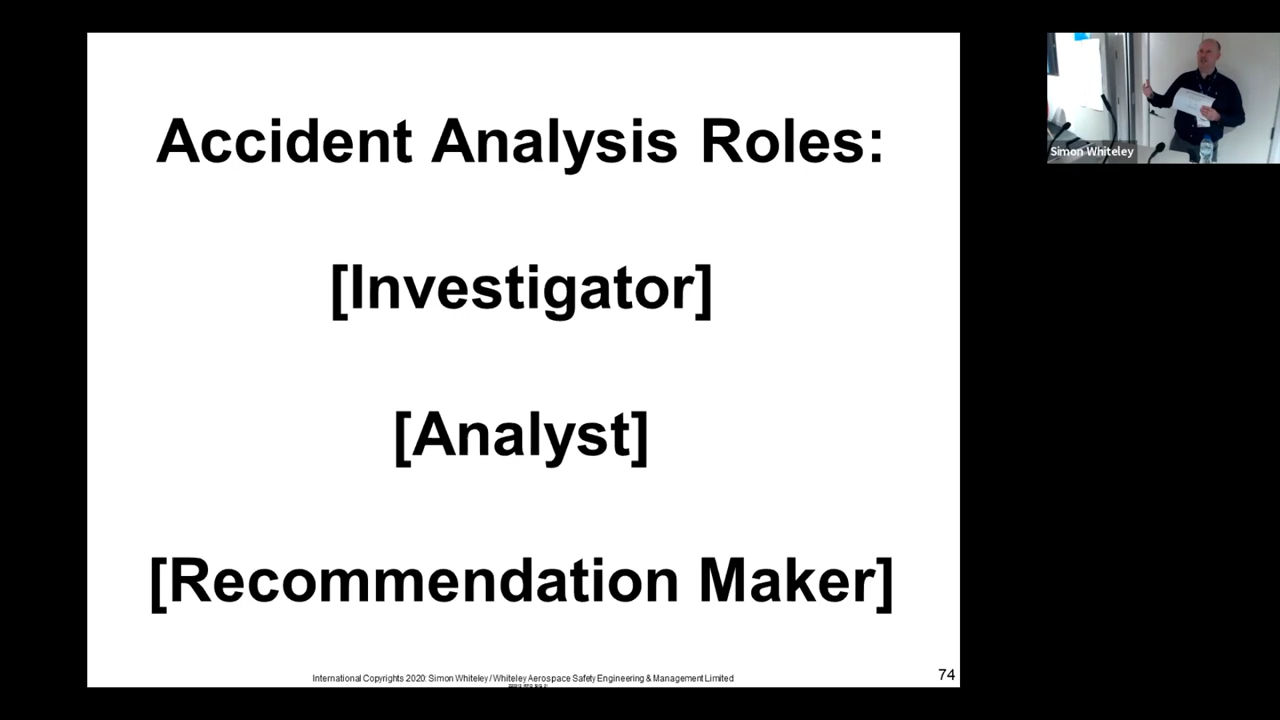 Accident Analysis Roles:
[Investigator]
[Analyst]
[Recommendation Maker]
International Copyrights 2020: Simon Whiteley / Whiteley Aerospace Safety Engineering & Management Limited
74
Simon Whiteley